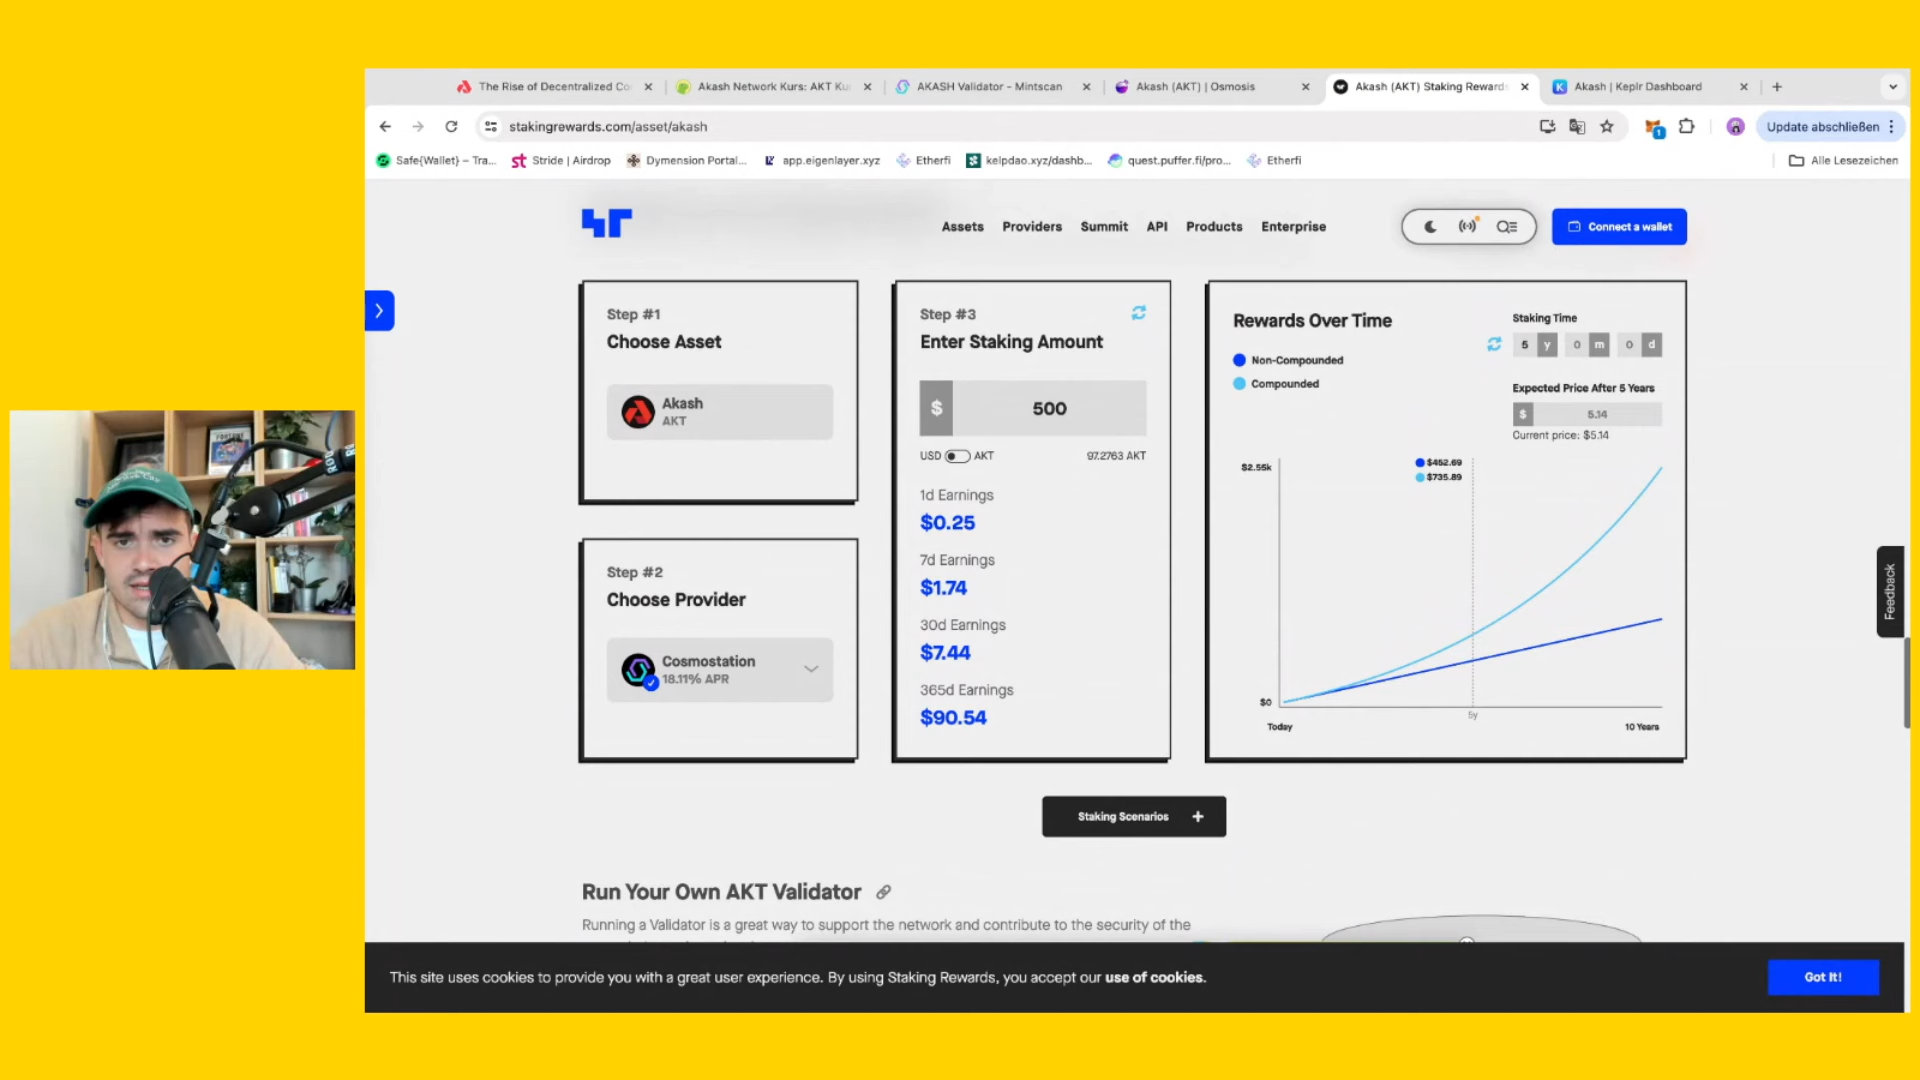 The Rise of Decentralized Co
Akash Network Kurs: AKT Ku
AKASH Validator – Mintscan
Akash (AKT) | Osmosis
Akash (AKT) Staking Rewards
Akash | Keplr Dashboard
stakingrewards.com/asset/akash
1
Update abschließen
Safe{Wallet} – Tra...
Stride | Airdrop
Dymension Portal...
app.eigenlayer.xyz
Etherfi
kelpdao.xyz/dashb...
quest.puffer.fi/pro...
Etherfi
Alle Lesezeichen
Assets
Providers
Summit
API
Products
Enterprise
Connect a wallet
Step #1
Choose Asset
Akash
AKT
Step #2
Choose Provider
Cosmostation
18.11% APR
Step #3
Enter Staking Amount
$ 500
USD AKT 97.2763 AKT
1d Earnings
$0.25
7d Earnings
$1.74
30d Earnings
$7.44
365d Earnings
$90.54
Rewards Over Time
Non-Compounded
Compounded
Staking Time
5 y 0 m 0 d
Expected Price After 5 Years
$ 5.14
Current price: $5.14
$2.55k
$452.69
$735.89
$0
5y
Today
10 Years
Feedback
Staking Scenarios +
Run Your Own AKT Validator
Running a Validator is a great way to support the network and contribute to the security of the
This site uses cookies to provide you with a great user experience. By using Staking Rewards, you accept our use of cookies.
Got It!